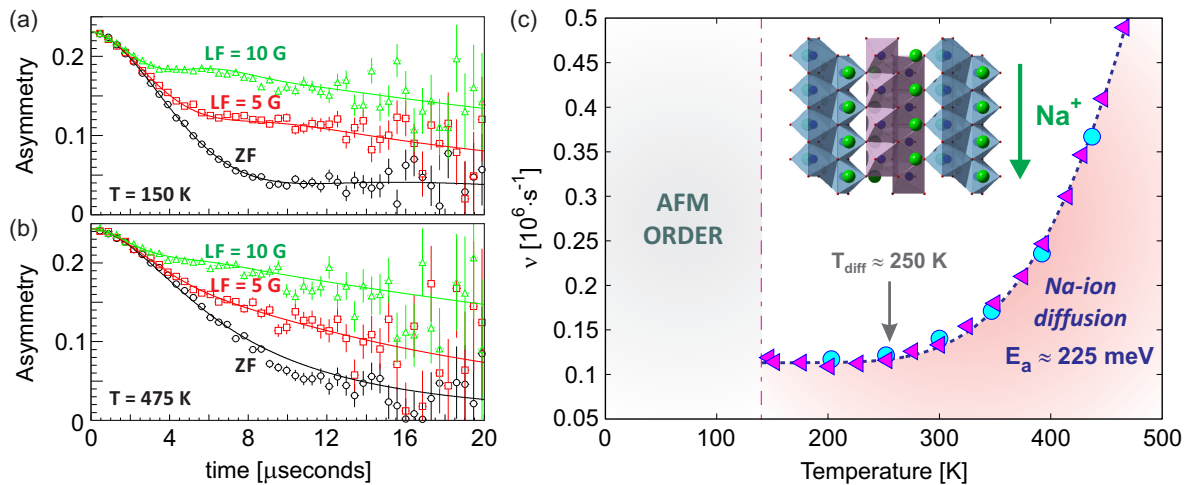 (a)
Asymmetry
0.2
0.1
0
LF = 10 G
LF = 5 G
ZF
T = 150 K
(b)
Asymmetry
0.2
0.1
0
LF = 10 G
LF = 5 G
ZF
T = 475 K
0 4 8 12 16 20
time [μseconds]
(c)
ν [10⁶·s⁻¹]
0.5
0.45
0.4
0.35
0.3
0.25
0.2
0.15
0.1
0.05
AFM
ORDER
Na⁺
T_diff ≈ 250 K
Na-ion
diffusion
E_a ≈ 225 meV
0 100 200 300 400 500
Temperature [K]